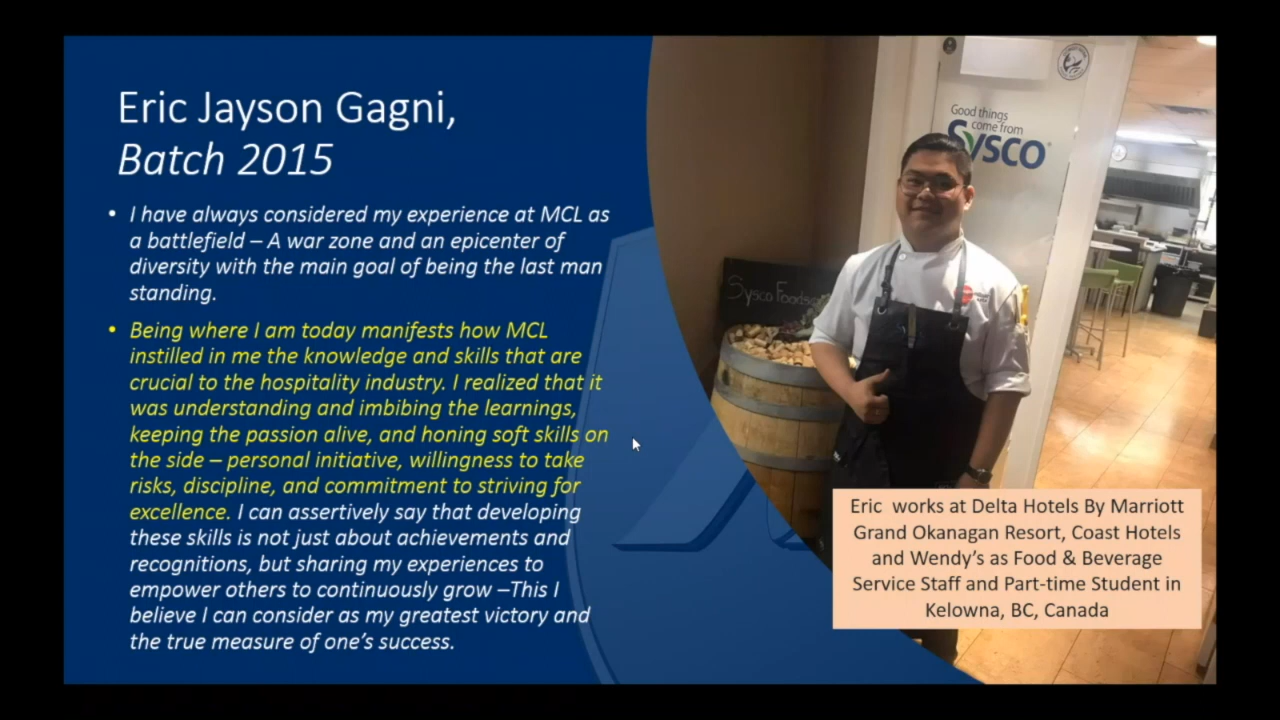 Eric Jayson Gagni,
Batch 2015
• I have always considered my experience at MCL as
a battlefield – A war zone and an epicenter of
diversity with the main goal of being the last man
standing.
• Being where I am today manifests how MCL
instilled in me the knowledge and skills that are
crucial to the hospitality industry. I realized that it
was understanding and imbibing the learnings,
keeping the passion alive, and honing soft skills on
the side – personal initiative, willingness to take
risks, discipline, and commitment to striving for
excellence. I can assertively say that developing
these skills is not just about achievements and
recognitions, but sharing my experiences to
empower others to continuously grow –This I
believe I can consider as my greatest victory and
the true measure of one’s success.
Good things
come from
Sysco
Sysco
Eric works at Delta Hotels By Marriott
Grand Okanagan Resort, Coast Hotels
and Wendy’s as Food & Beverage
Service Staff and Part-time Student in
Kelowna, BC, Canada